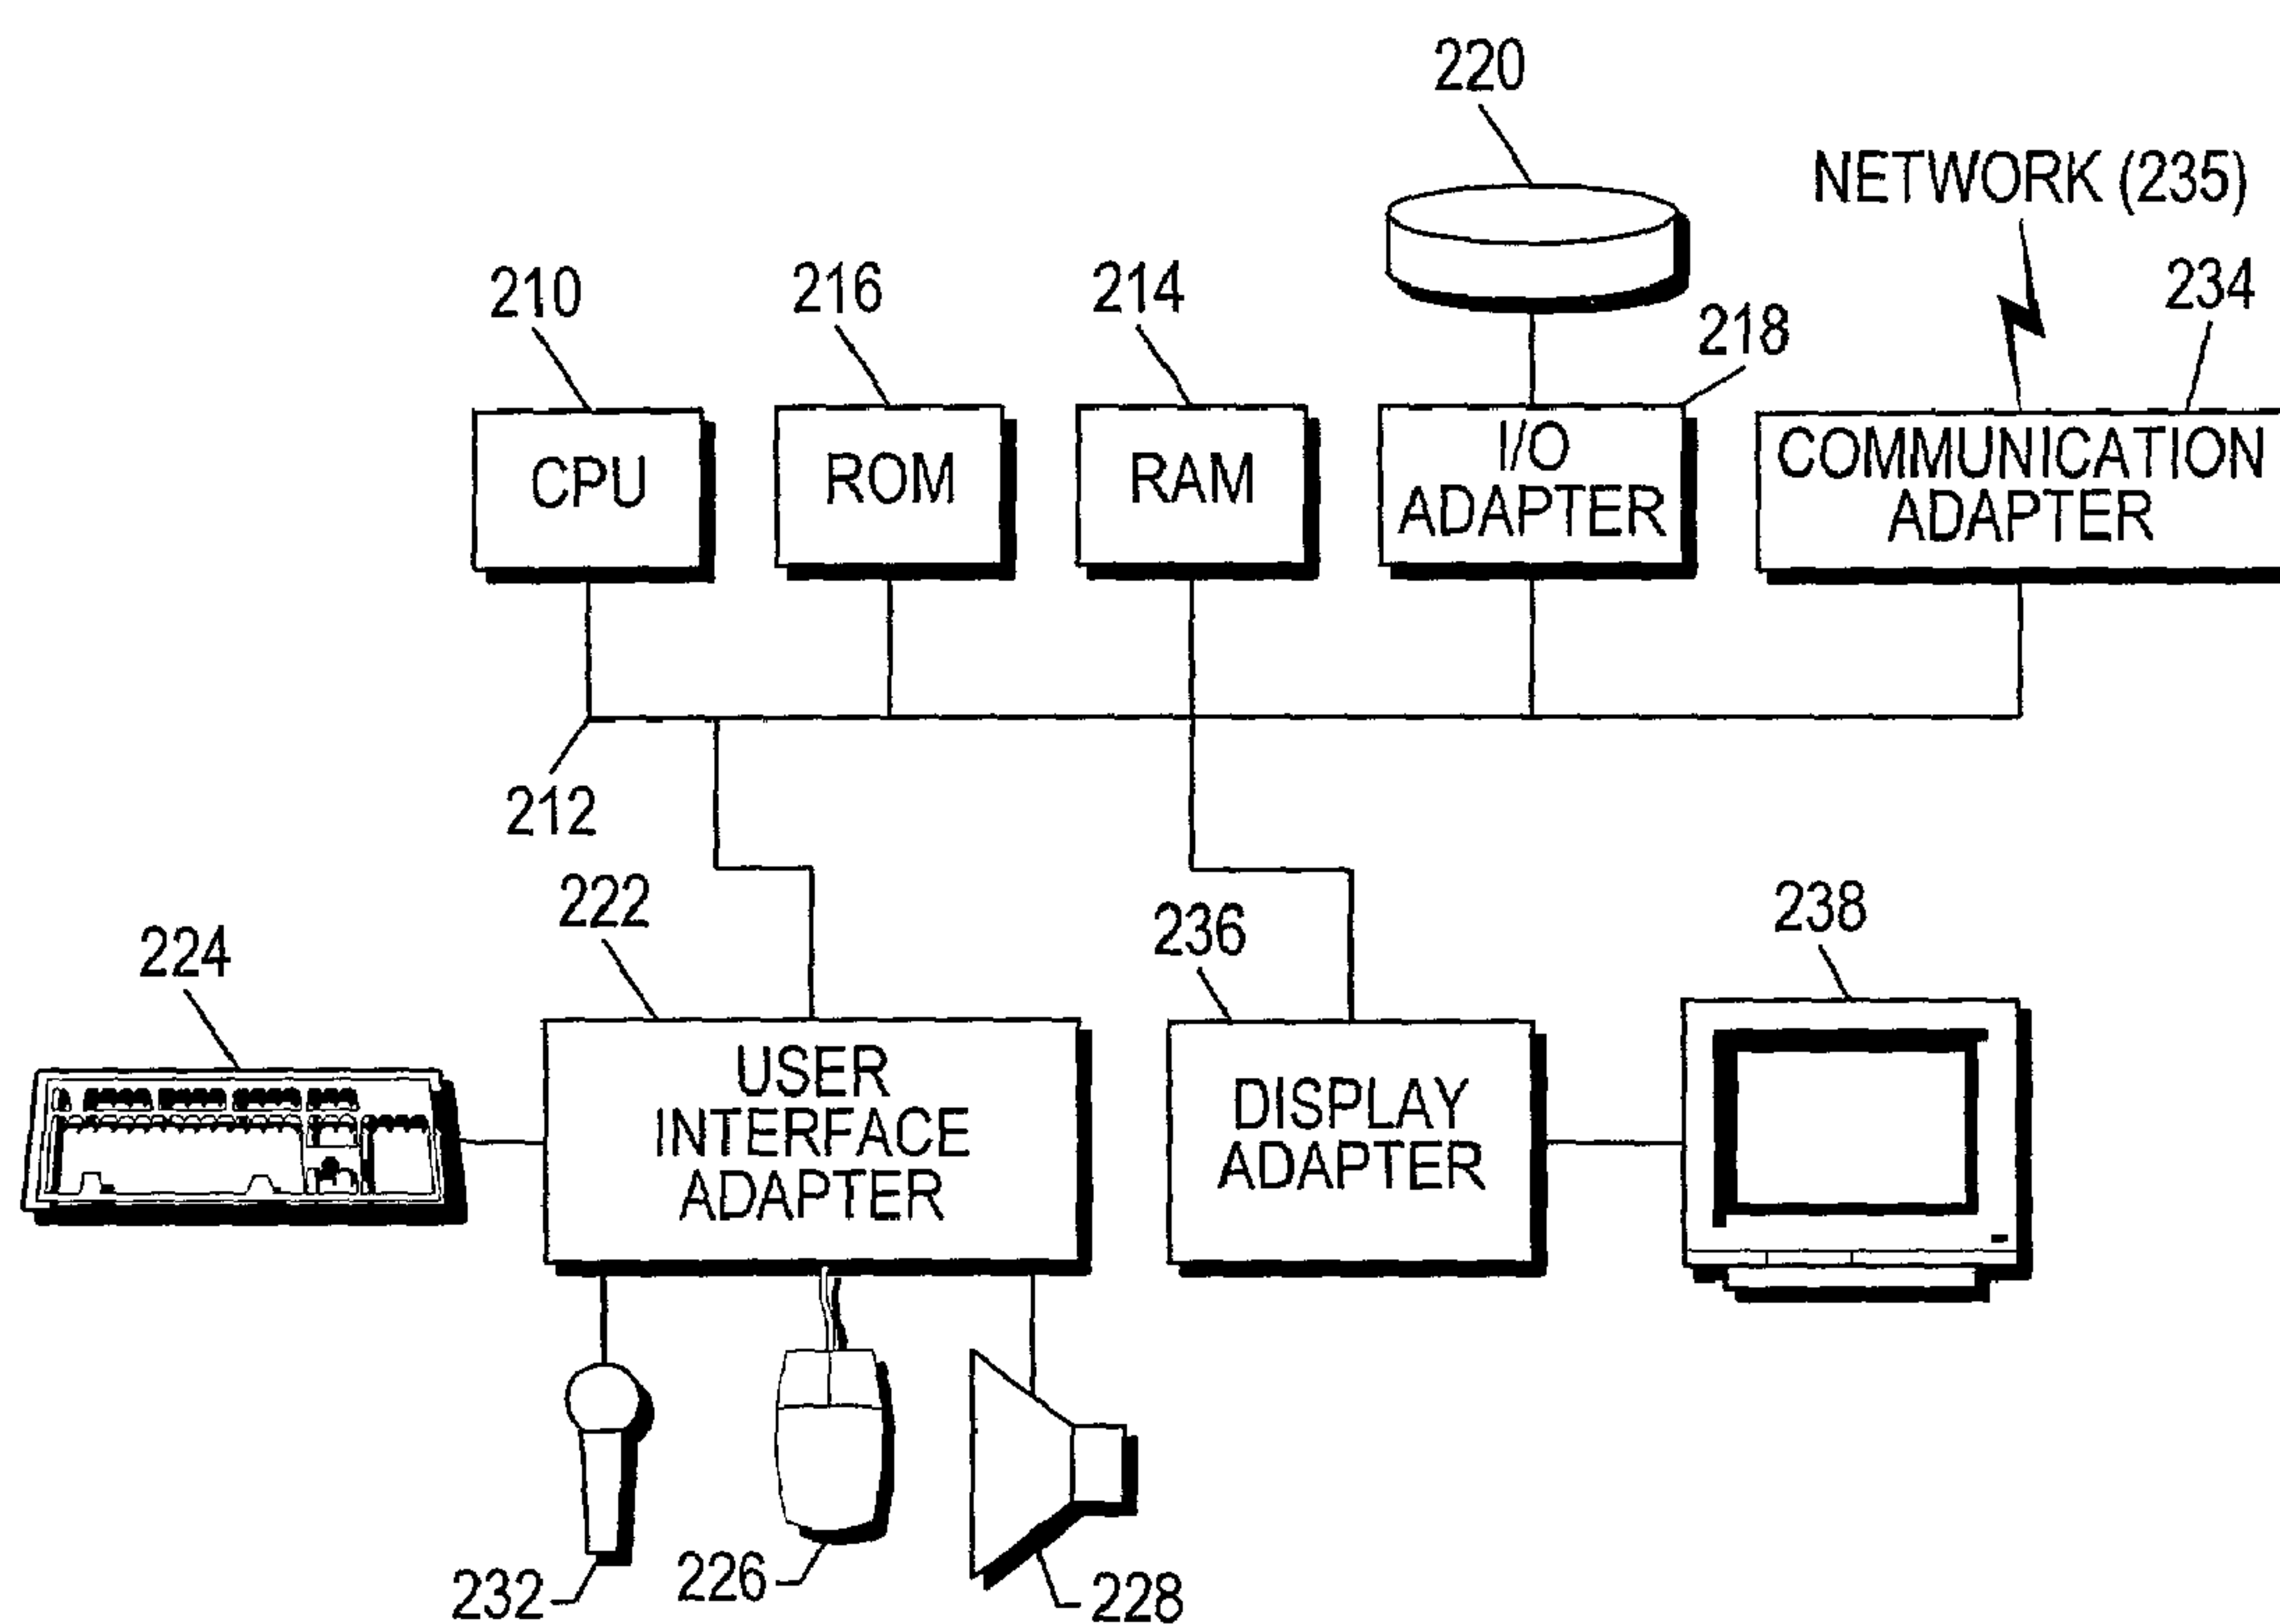 220
NETWORK (235)
210
216
214
218
234
CPU
ROM
RAM
I/O
ADAPTER
COMMUNICATION
ADAPTER
212
222
236
238
224
USER
INTERFACE
ADAPTER
DISPLAY
ADAPTER
232
226
228